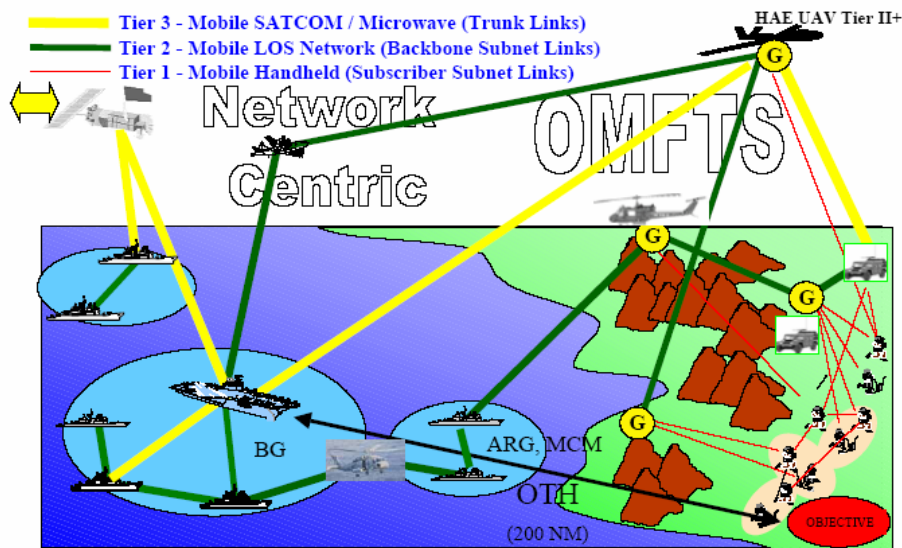 Tier 3 - Mobile SATCOM / Microwave (Trunk Links)
HAE UAV Tier II+
Tier 2 - Mobile LOS Network (Backbone Subnet Links)
G
Tier 1 - Mobile Handheld (Subscriber Subnet Links)
Network
OMFTS
Centric
G
G
G
BG
ARG, MCM
OTH
(200 NM)
OBJECTIVE